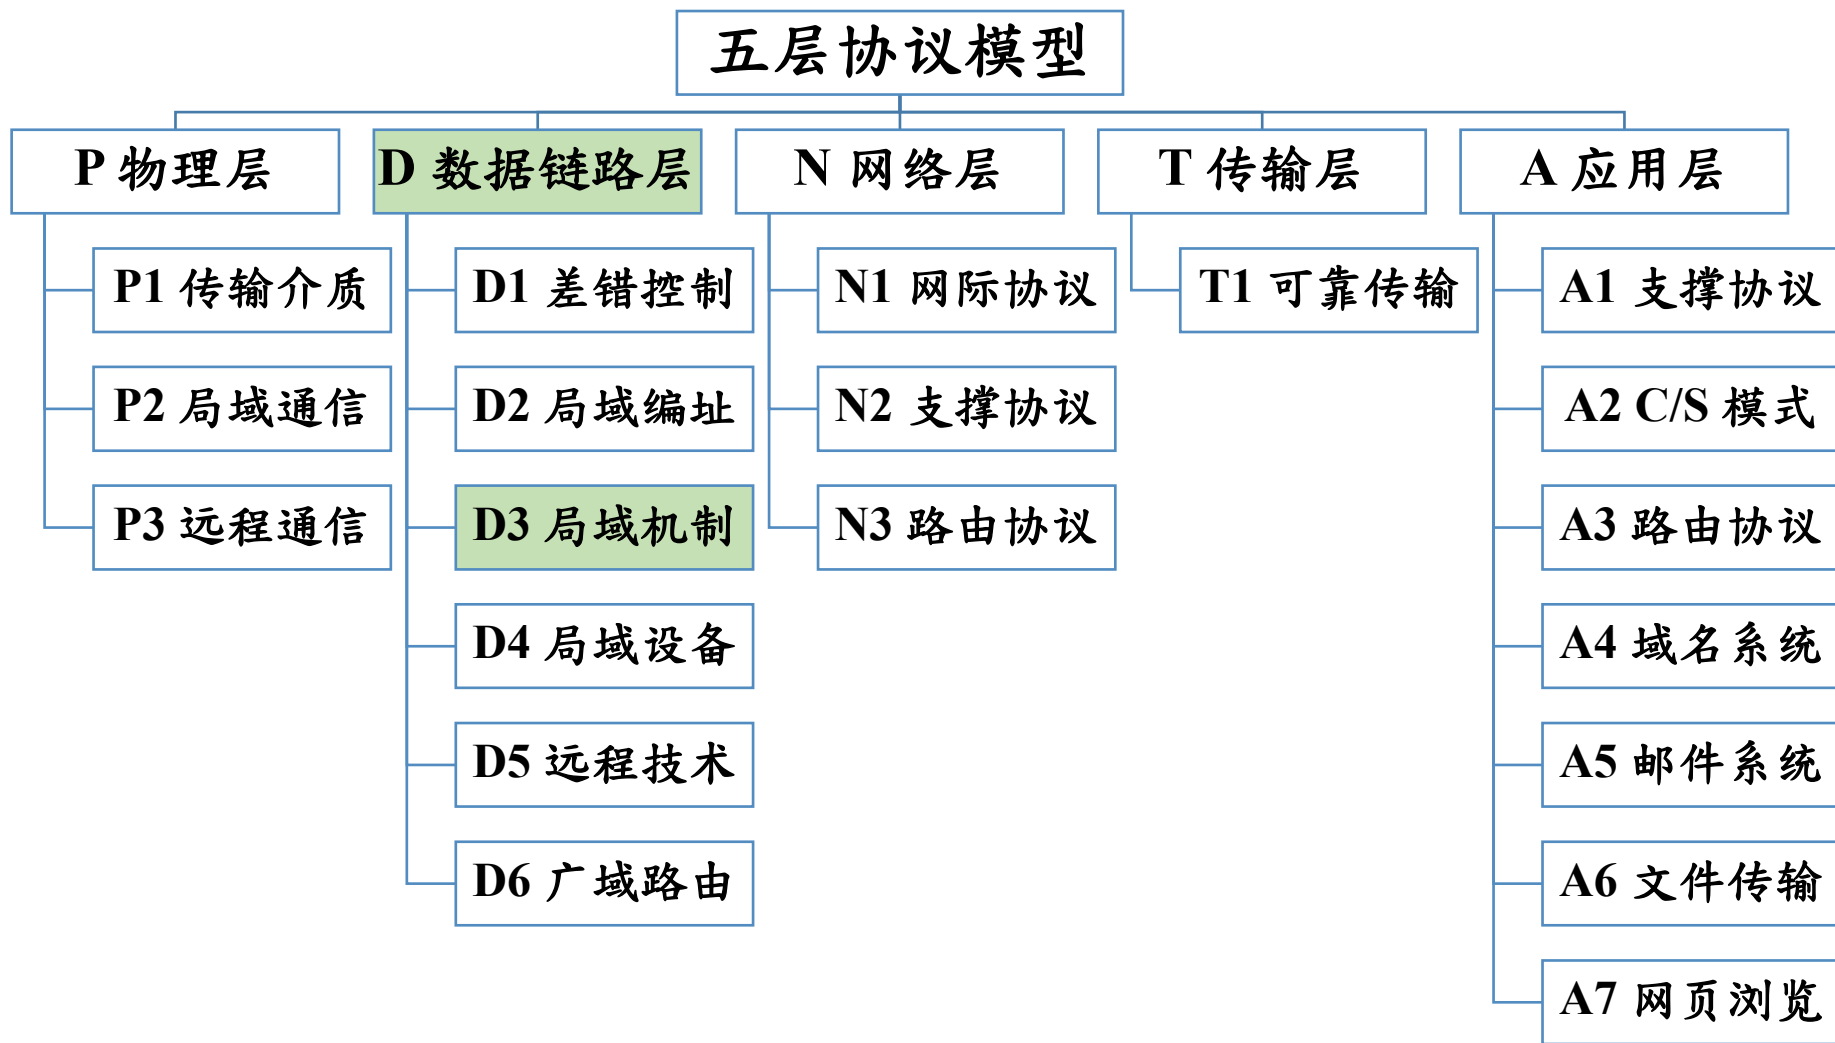 五层协议模型
P 物理层
D 数据链路层
N 网络层
T 传输层
A 应用层
P1 传输介质
D1 差错控制
N1 网际协议
T1 可靠传输
A1 支撑协议
P2 局域通信
D2 局域编址
N2 支撑协议
A2 C/S 模式
P3 远程通信
D3 局域机制
N3 路由协议
A3 路由协议
D4 局域设备
A4 域名系统
D5 远程技术
A5 邮件系统
D6 广域路由
A6 文件传输
A7 网页浏览